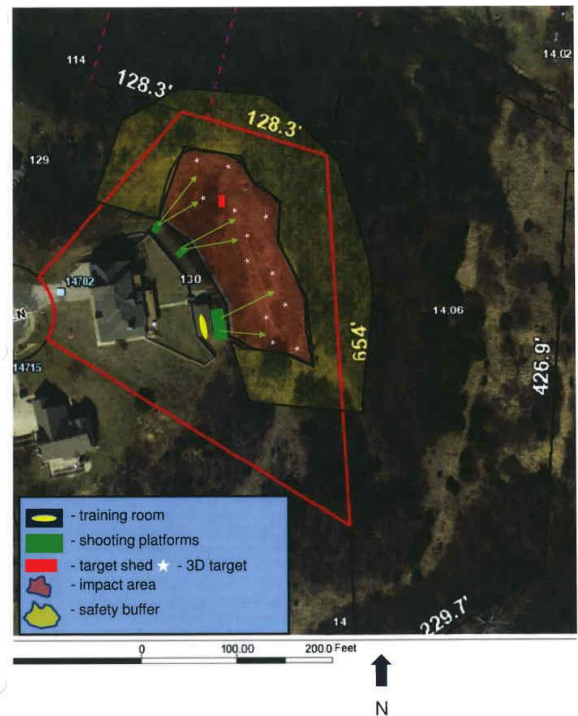 114
14.02
128.3'
128.3'
129
14702
130
14.06
654'
426.9'
N
14715
- training room
- shooting platforms
- target shed - 3D target
- impact area
- safety buffer
14
229.7'
0 100.00 200.0 Feet
N